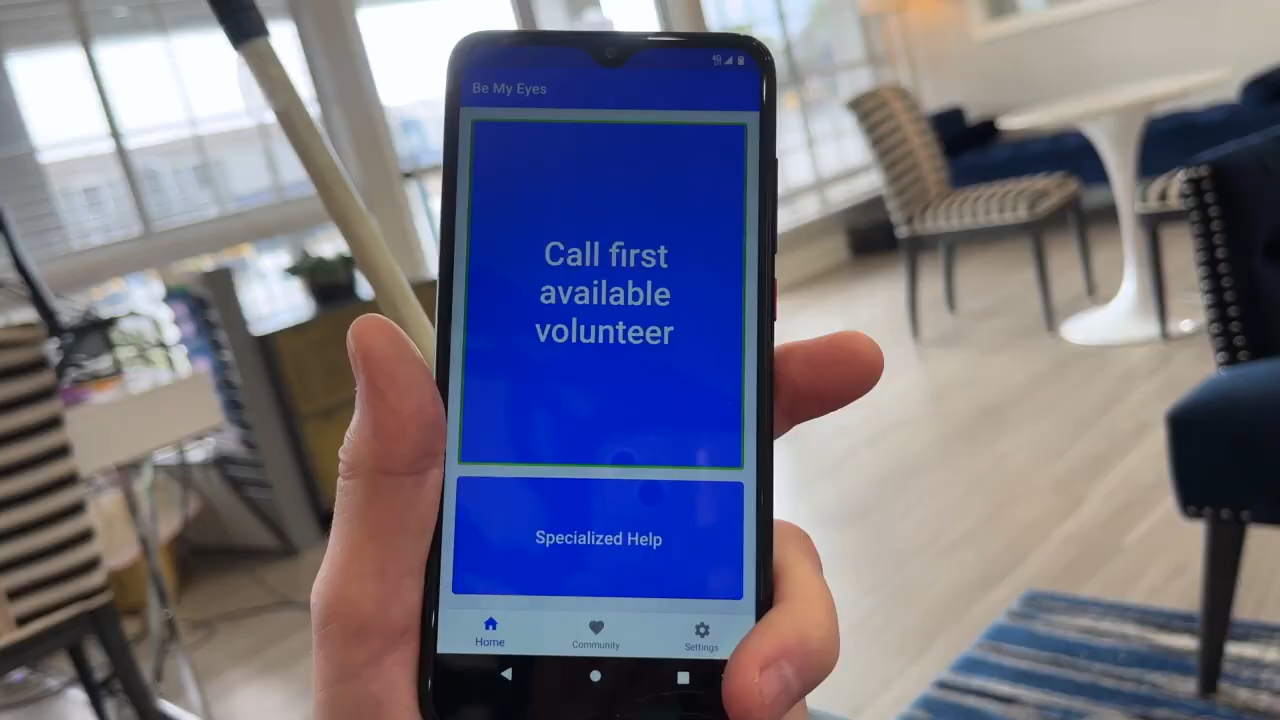 Be My Eyes
Call first
available
volunteer
Specialized Help
Home
Community
Settings